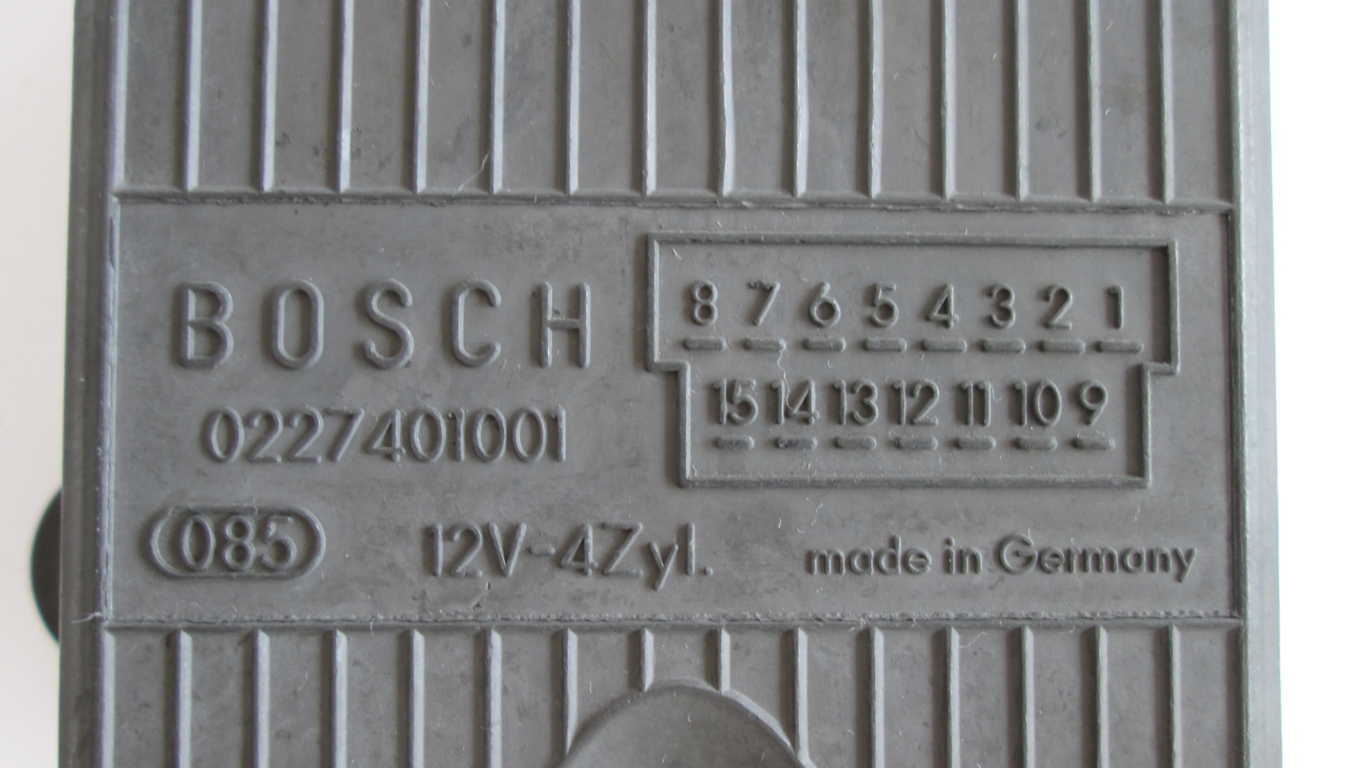 BOSCH
0227401001
085
12V-4Zyl.
8 7 6 5 4 3 2 1
15 14 13 12 11 10 9
made in Germany